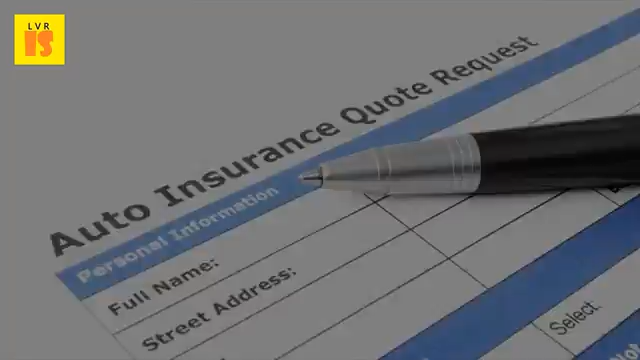 LVR
IS
Auto Insurance Quote Request
Personal Information
Full Name:
Street Address:
Select: